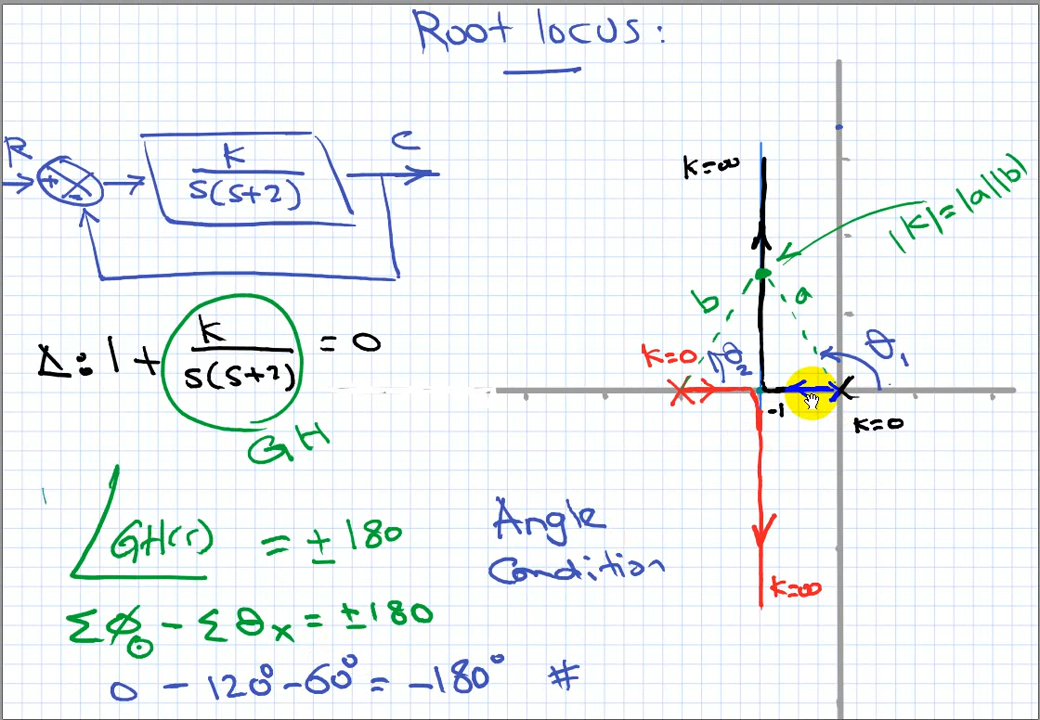 Root locus:
R
+
-
K
S(S+2)
C
K=∞
|K|=|a||b|
b
a
K=0
θ2
θ1
-1
K=0
Δ: 1 + K / S(S+2) = 0
GH
∠GH(s) = ±180
Angle
Condition
K=∞
Σϕ₀ - Σθₓ = ±180
0 - 120° - 60° = -180° #